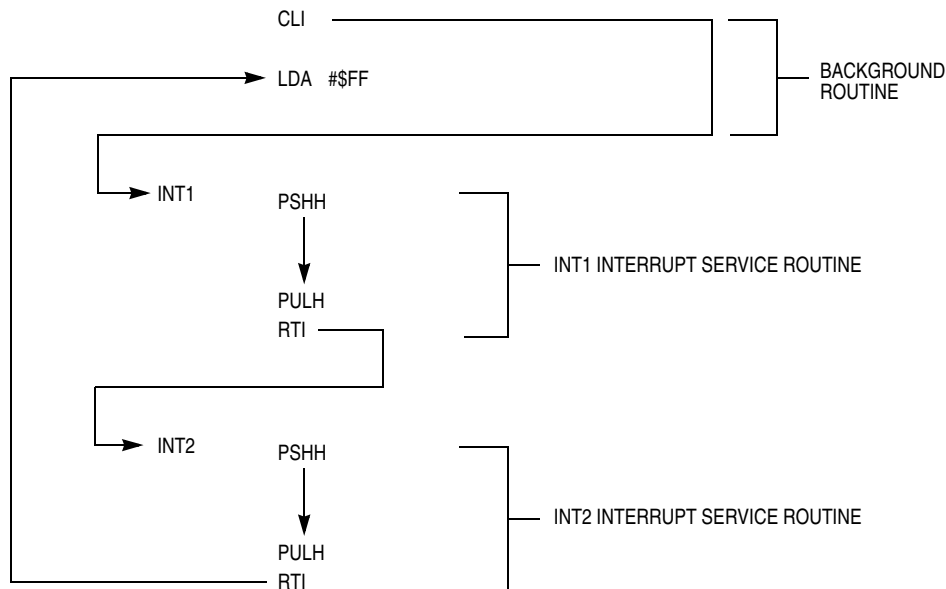 CLI
LDA #$FF
BACKGROUND
ROUTINE
INT1
PSHH
INT1 INTERRUPT SERVICE ROUTINE
PULH
RTI
INT2
PSHH
INT2 INTERRUPT SERVICE ROUTINE
PULH
RTI